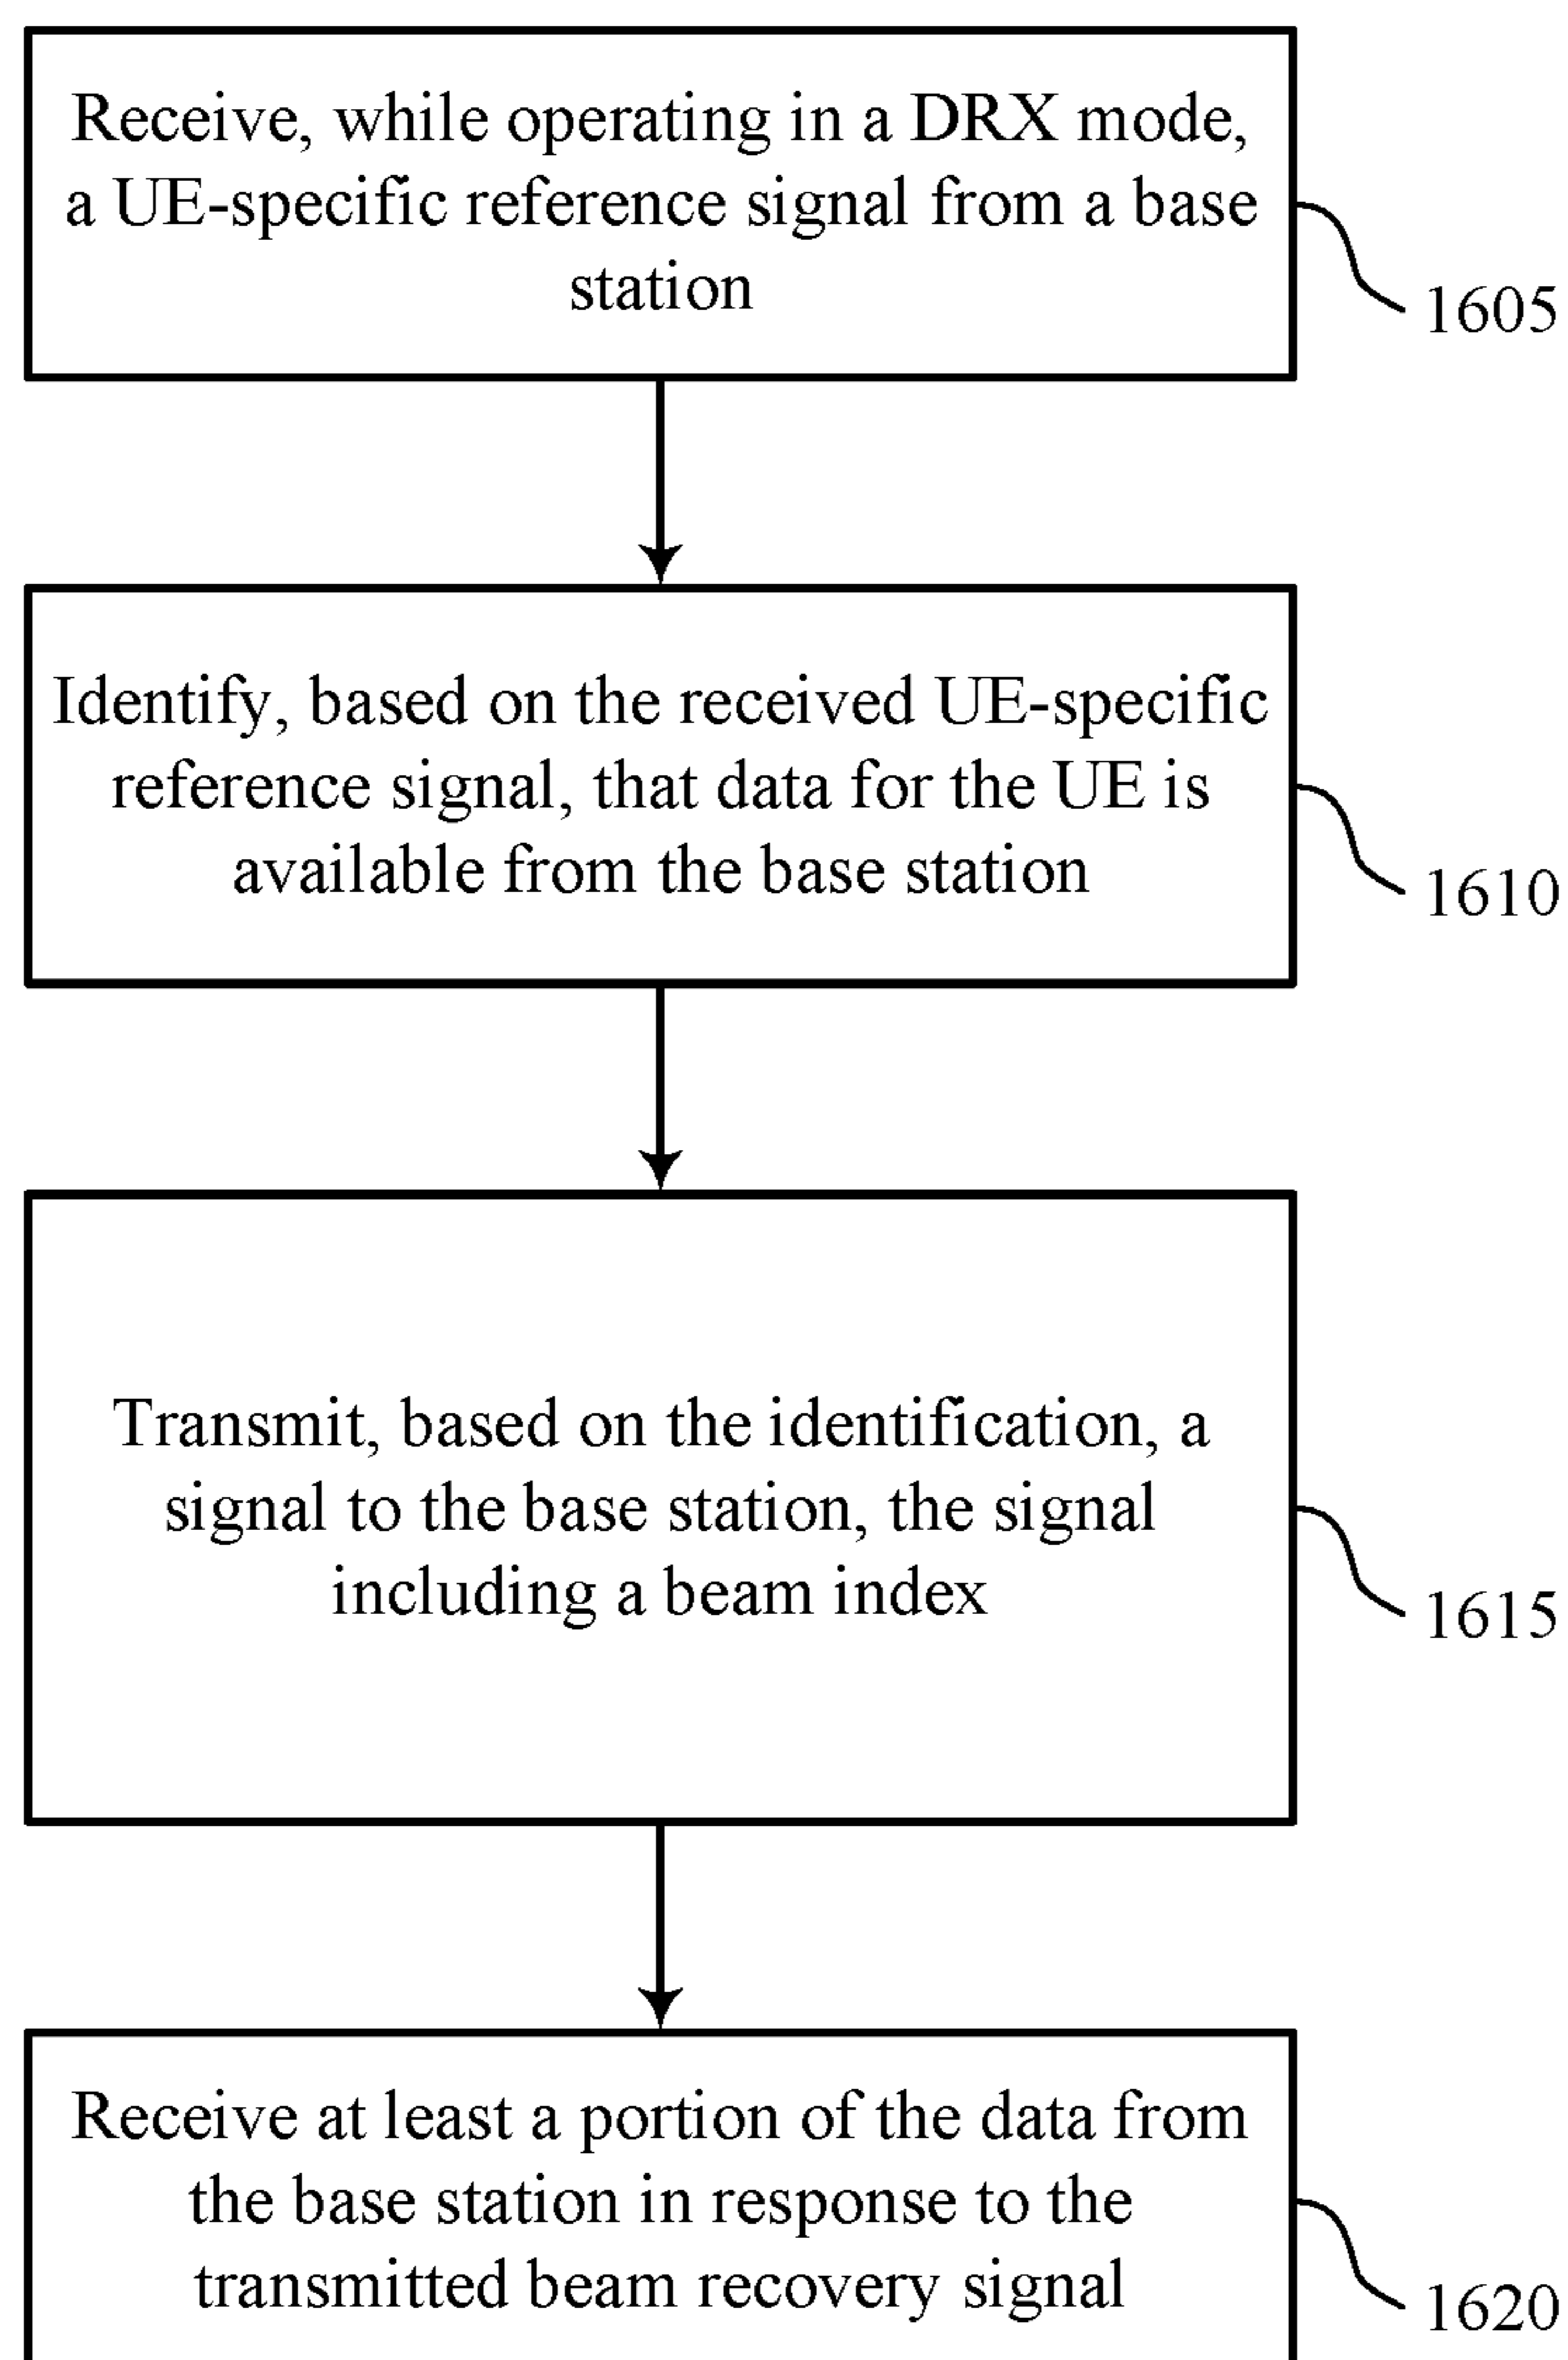 Receive, while operating in a DRX mode,
a UE-specific reference signal from a base
station
1605
Identify, based on the received UE-specific
reference signal, that data for the UE is
available from the base station
1610
Transmit, based on the identification, a
signal to the base station, the signal
including a beam index
1615
Receive at least a portion of the data from
the base station in response to the
transmitted beam recovery signal
1620